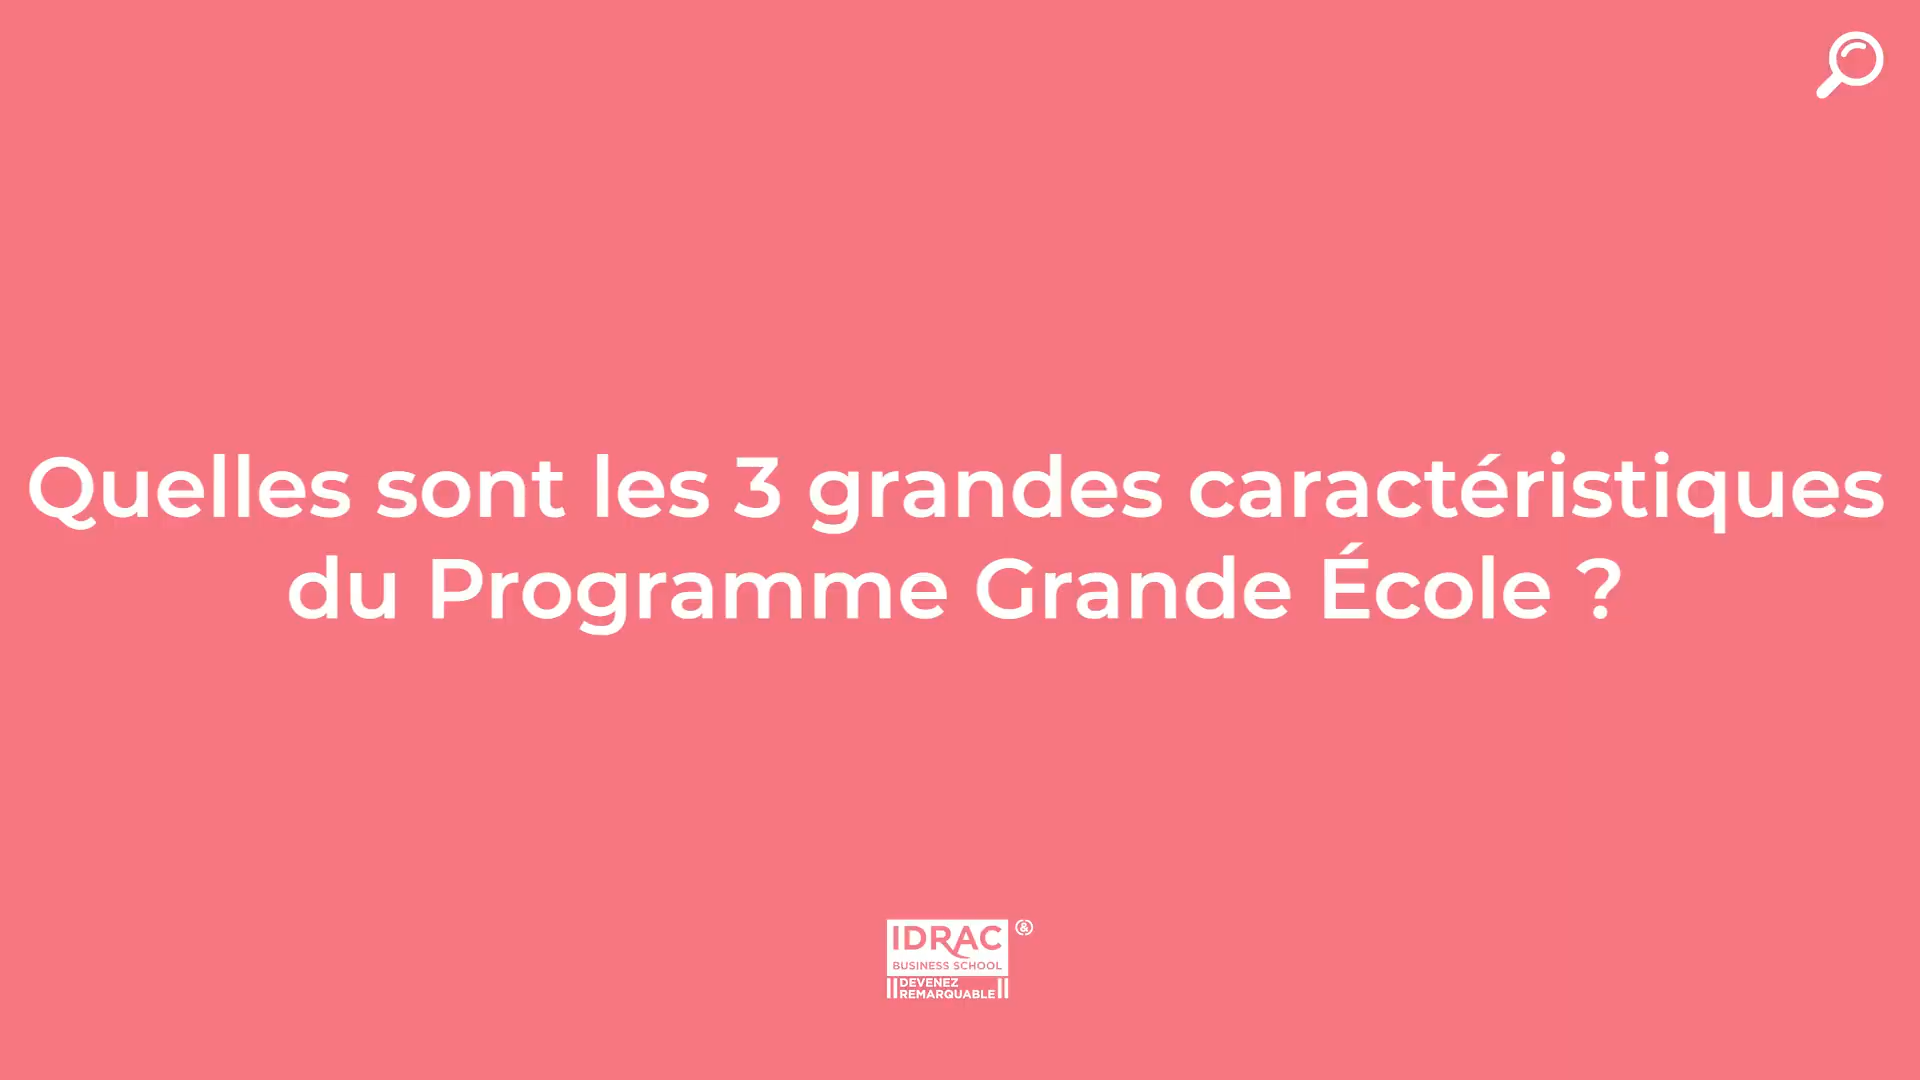 Quelles sont les 3 grandes caractéristiques
du Programme Grande École ?
IDRAC
&
BUSINESS SCHOOL
DEVENEZ
REMARQUABLE